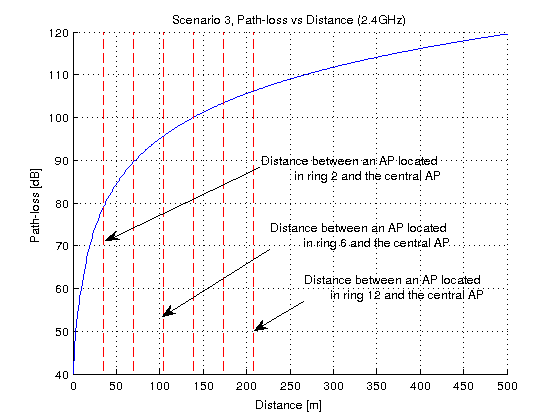 Scenario 3, Path-loss vs Distance (2.4GHz)
120
110
100
90
80
70
60
50
40
Path-loss [dB]
Distance between an AP located
in ring 2 and the central AP
Distance between an AP located
in ring 6 and the central AP
Distance between an AP located
in ring 12 and the central AP
0 50 100 150 200 250 300 350 400 450 500
Distance [m]